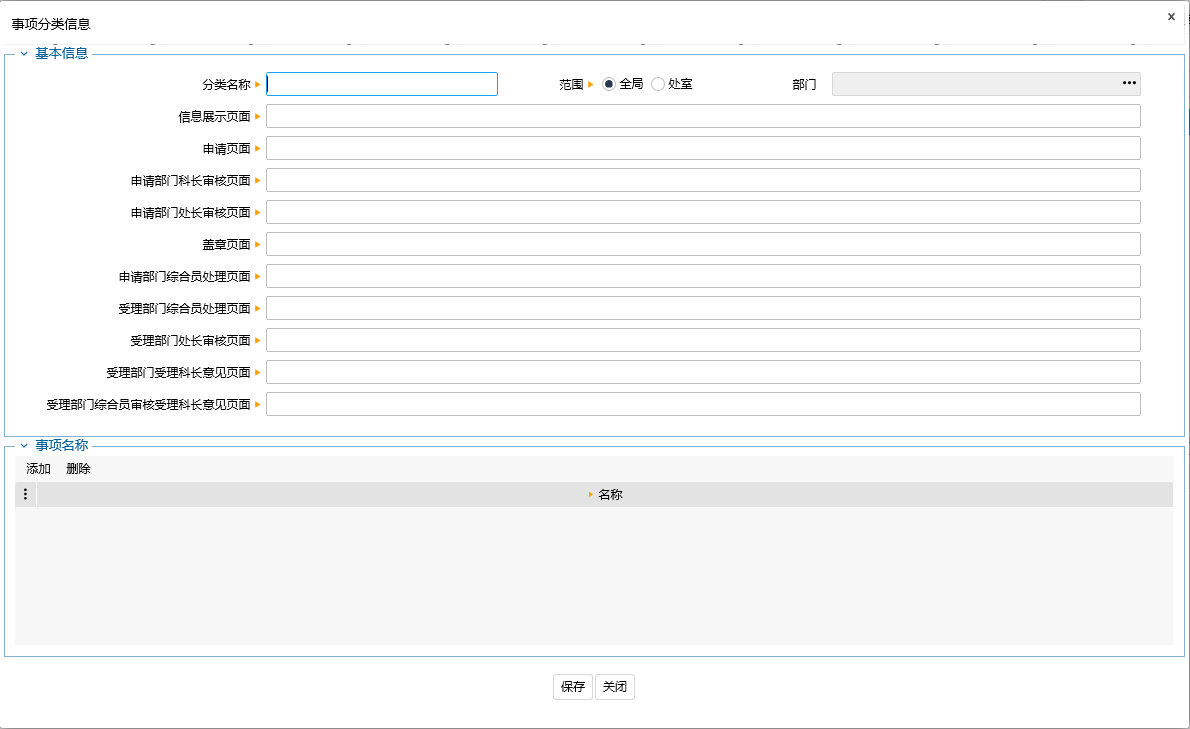 事项分类信息
x
基本信息
分类名称 范围 全局 处室 部门 •••
信息展示页面
申请页面
申请部门科长审核页面
申请部门处长审核页面
盖章页面
申请部门综合员处理页面
受理部门综合员处理页面
受理部门处长审核页面
受理部门受理科长意见页面
受理部门综合员审核受理科长意见页面
事项名称
添加 删除
名称
保存 关闭